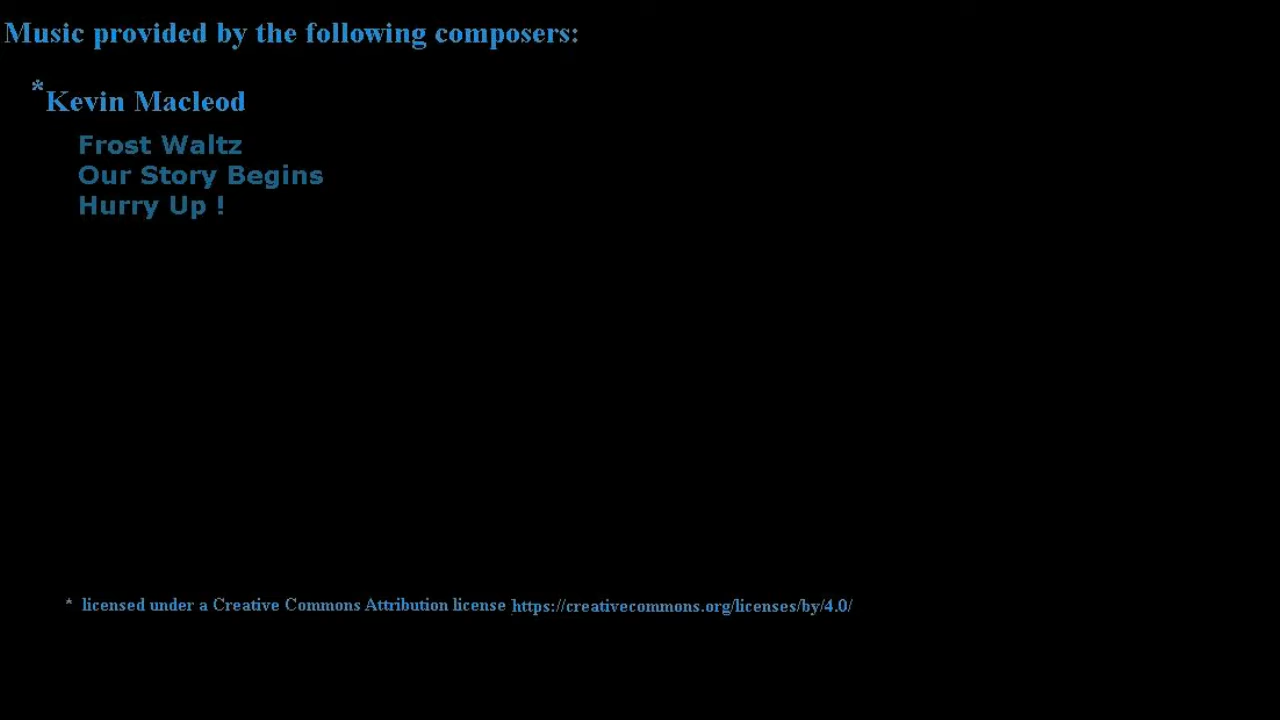 Music provided by the following composers:
*Kevin Macleod
Frost Waltz
Our Story Begins
Hurry Up !
* licensed under a Creative Commons Attribution license https://creativecommons.org/licenses/by/4.0/